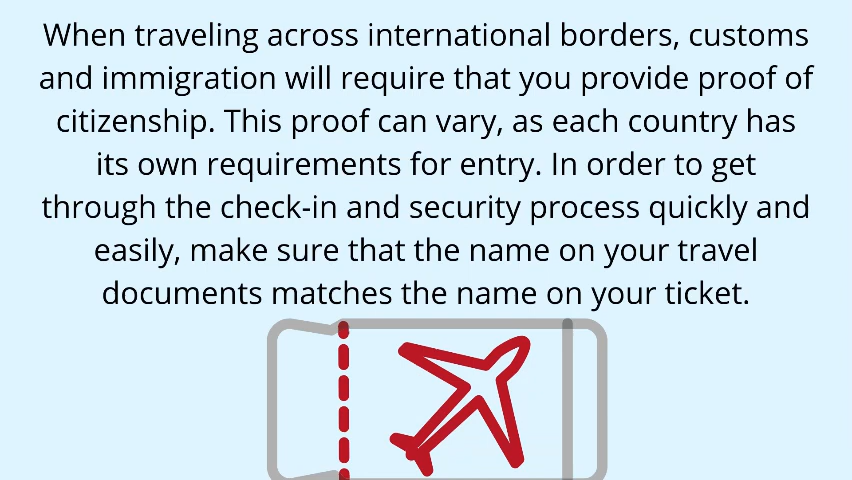 When traveling across international borders, customs
and immigration will require that you provide proof of
citizenship. This proof can vary, as each country has
its own requirements for entry. In order to get
through the check-in and security process quickly and
easily, make sure that the name on your travel
documents matches the name on your ticket.